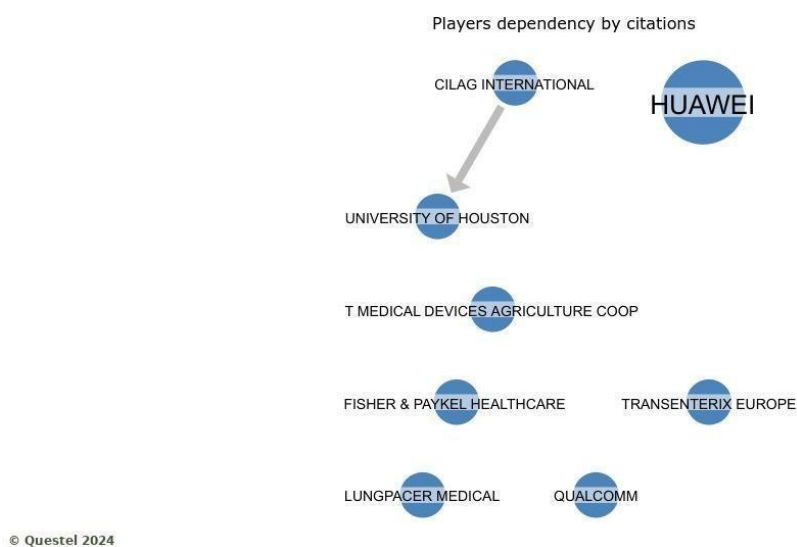 Players dependency by citations
CILAG INTERNATIONAL
HUAWEI
UNIVERSITY OF HOUSTON
T MEDICAL DEVICES AGRICULTURE COOP
FISHER & PAYKEL HEALTHCARE
TRANSENTERIX EUROPE
LUNGPACER MEDICAL
QUALCOMM
© Questel 2024